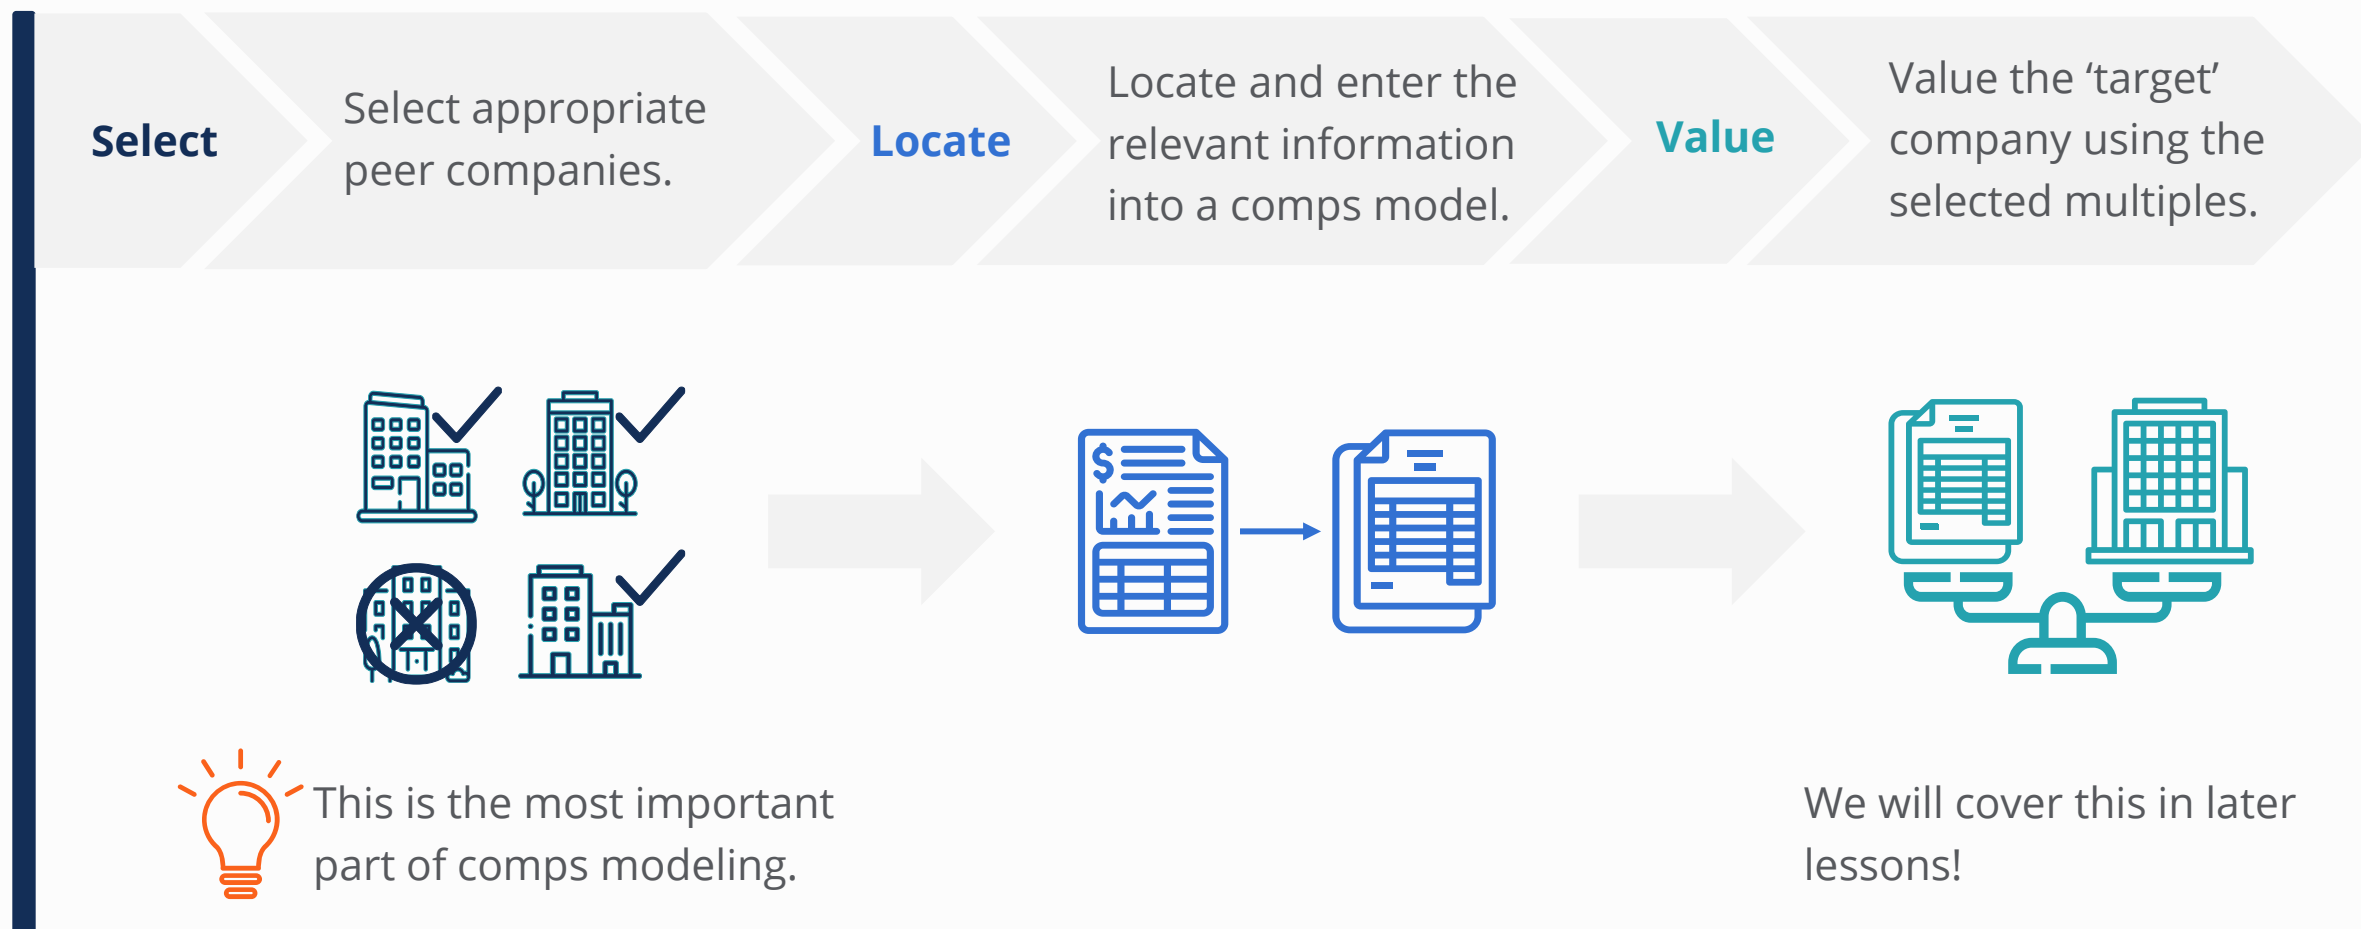 Select
Select appropriate
peer companies.
Locate
Locate and enter the
relevant information
into a comps model.
Value
Value the ‘target’
company using the
selected multiples.
$
This is the most important
part of comps modeling.
We will cover this in later
lessons!